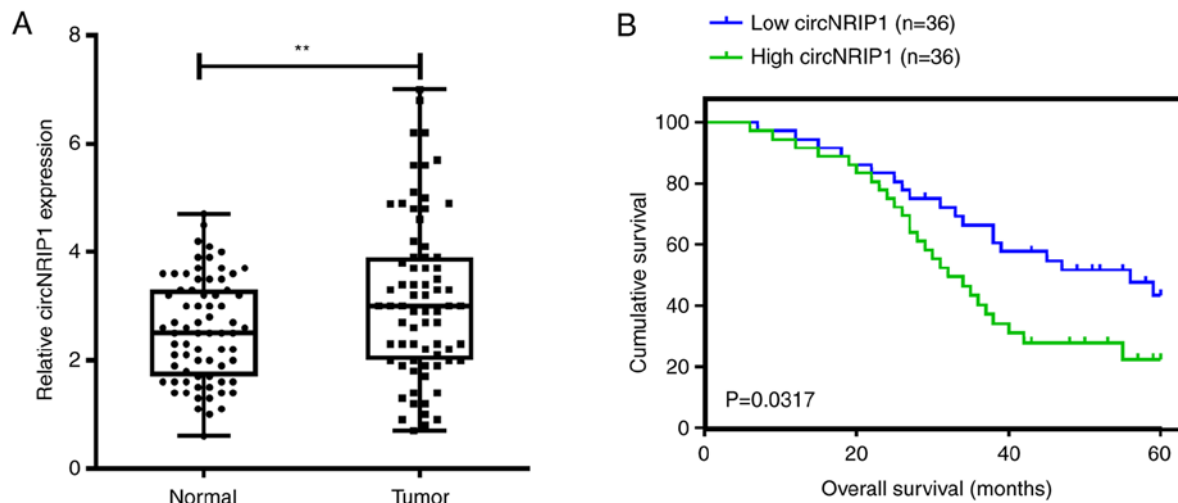 A
Relative circNRIP1 expression
8
6
4
2
0
**
Normal
Tumor
B
Low circNRIP1 (n=36)
High circNRIP1 (n=36)
Cumulative survival
100
80
60
40
20
0
P=0.0317
0 20 40 60
Overall survival (months)